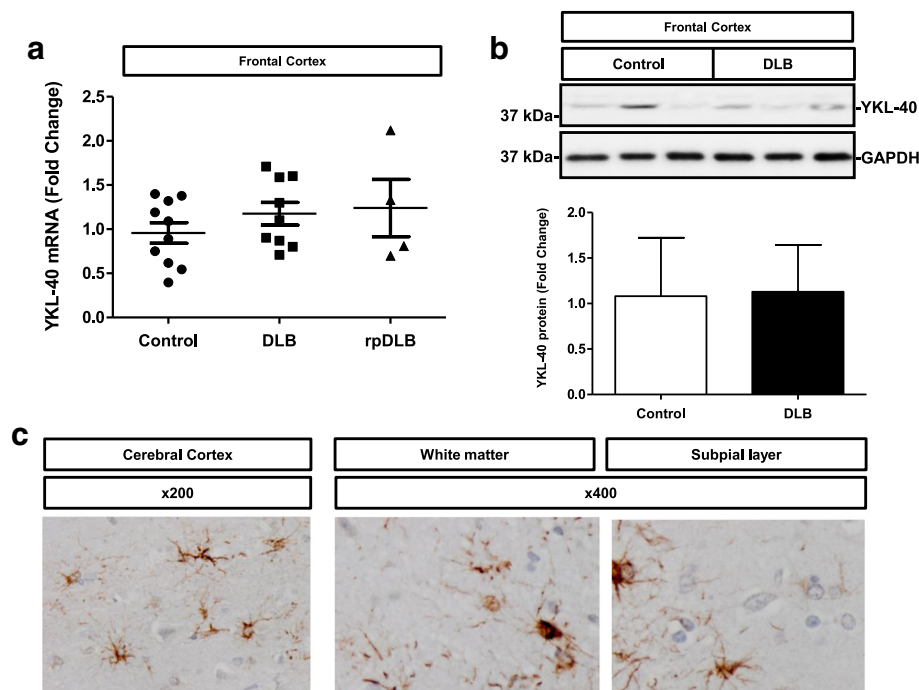 a
Frontal Cortex
YKL-40 mRNA (Fold Change)
2.5
2.0
1.5
1.0
0.5
0.0
Control DLB rpDLB
b
Frontal Cortex
Control DLB
37 kDa
YKL-40
37 kDa
GAPDH
YKL-40 protein (Fold Change)
2.0
1.5
1.0
0.5
0.0
Control DLB
c
Cerebral Cortex White matter Subpial layer
x200 x400